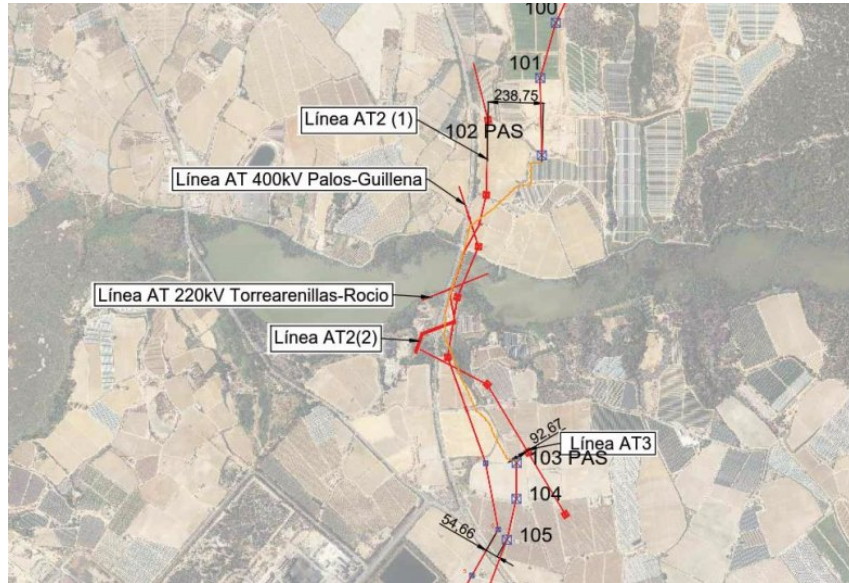 100
101
238,75
Línea AT2 (1)
102 PAS
Línea AT 400kV Palos-Guillena
Línea AT 220kV Torrearenillas-Rocio
Línea AT2(2)
92,67
Línea AT3
103 PAS
104
54,66
105